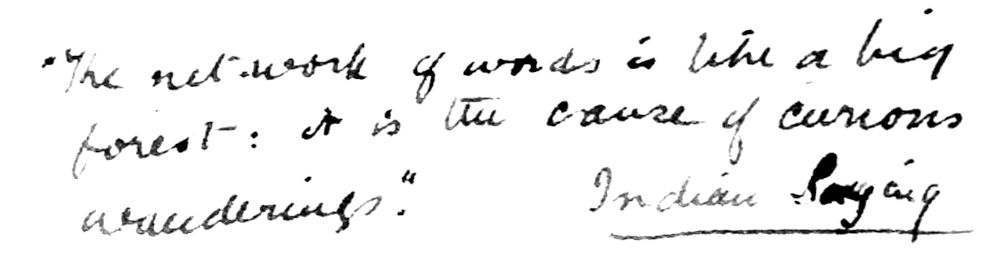 "The net-work of words is like a big
forest: it is the cause of curious
wanderings".
Indian Saying